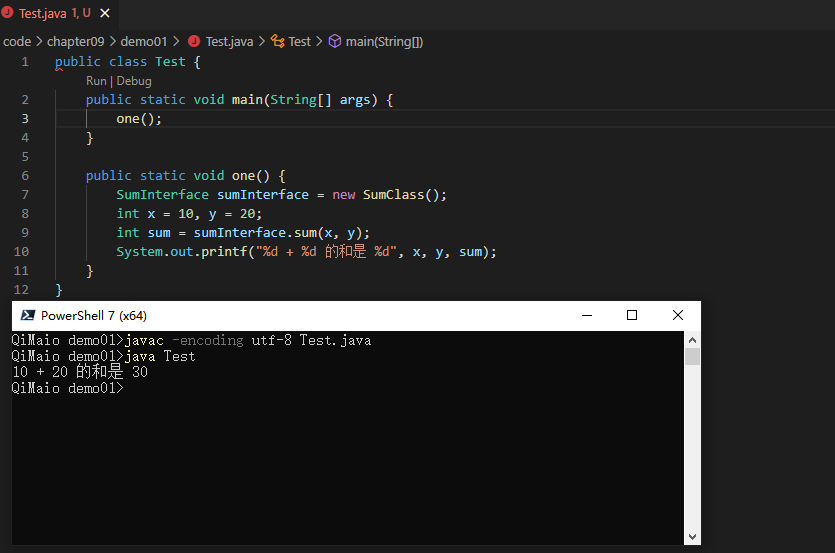 Test.java 1, U
code > chapter09 > demo01 > Test.java > Test > main(String[])
1 public class Test {
Run | Debug
2 public static void main(String[] args) {
3 one();
4 }
5
6 public static void one() {
7 SumInterface sumInterface = new SumClass();
8 int x = 10, y = 20;
9 int sum = sumInterface.sum(x, y);
10 System.out.printf("%d + %d 的和是 %d", x, y, sum);
11 }
12 }
PowerShell 7 (x64)
QiMaio demo01>javac -encoding utf-8 Test.java
QiMaio demo01>java Test
10 + 20 的和是 30
QiMaio demo01>